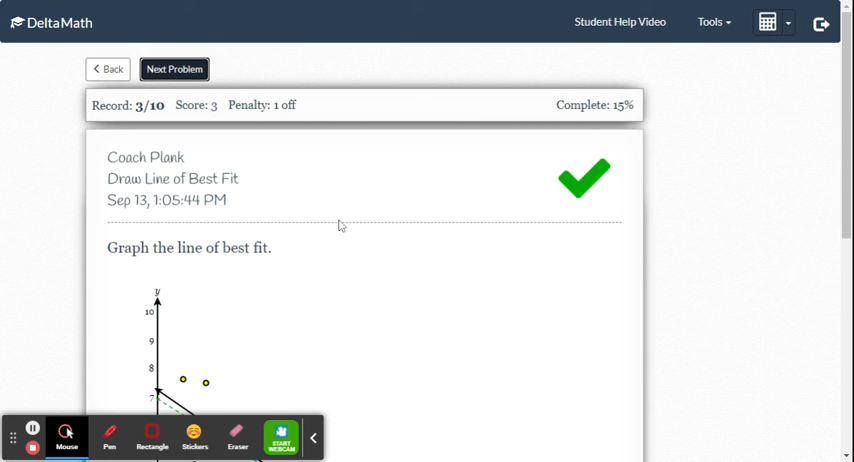 DeltaMath
Student Help Video
Tools
Back
Next Problem
Record: 3/10 Score: 3 Penalty: 1 off
Complete: 15%
Coach Plank
Draw Line of Best Fit
Sep 13, 1:05:44 PM
Graph the line of best fit.
y
10
9
8
7
Mouse
Pen
Rectangle
Stickers
Eraser
START
WEBCAM